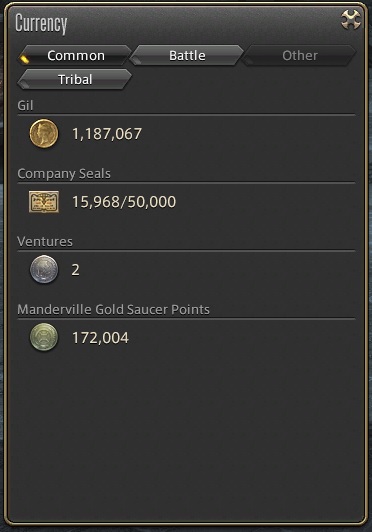 Currency
Common Battle Other
Tribal
Gil
1,187,067
Company Seals
15,968/50,000
Ventures
2
Manderville Gold Saucer Points
172,004